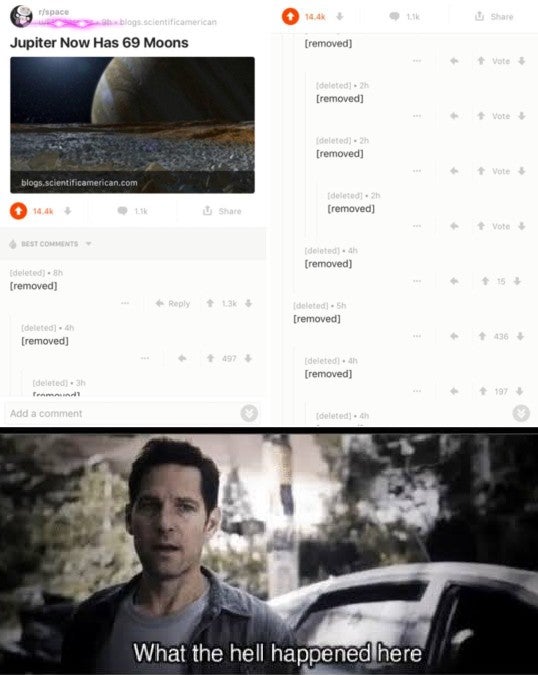 r/space
• 9h • blogs.scientificamerican
Jupiter Now Has 69 Moons
blogs.scientificamerican.com
14.4k 1.1k Share
BEST COMMENTS
[deleted] • 8h
[removed]
Reply 1.3k
[deleted] • 4h
[removed]
497
[deleted] • 3h
[removed]
Add a comment
14.4k 1.1k Share
[removed]
Vote
[deleted] • 2h
[removed]
Vote
[deleted] • 2h
[removed]
Vote
[deleted] • 2h
[removed]
Vote
[deleted] • 4h
[removed]
15
[deleted] • 5h
[removed]
436
[deleted] • 4h
[removed]
197
[deleted] • 4h
What the hell happened here